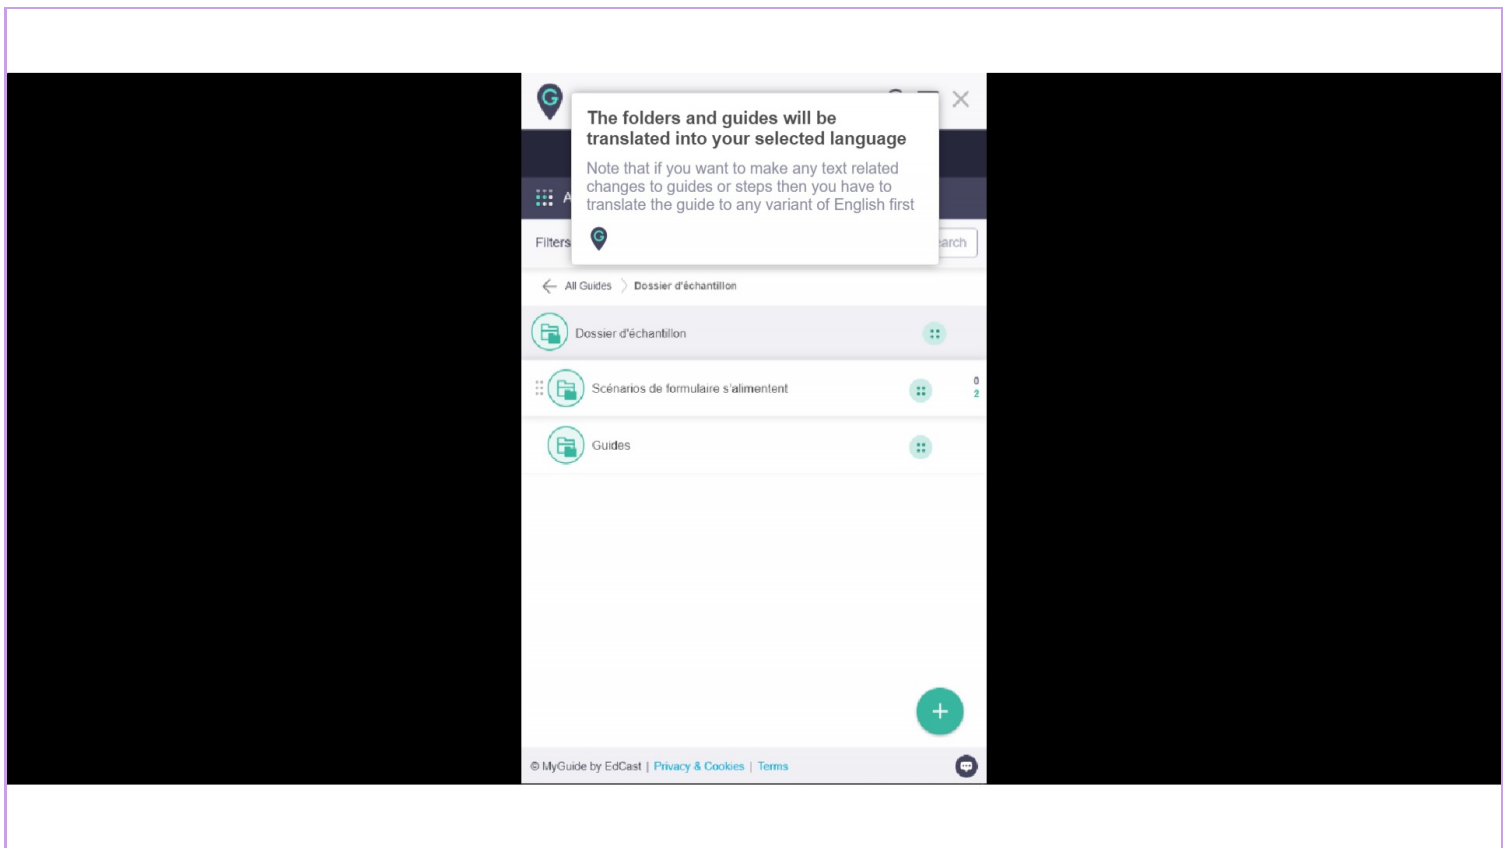 The folders and guides will be
translated into your selected language
Note that if you want to make any text related
changes to guides or steps then you have to
translate the guide to any variant of English first
G
G
A
Filters
earch
All Guides
Dossier d'échantillon
Dossier d'échantillon
Scénarios de formulaire s'alimentent
0
2
Guides
+
© MyGuide by EdCast | Privacy & Cookies | Terms